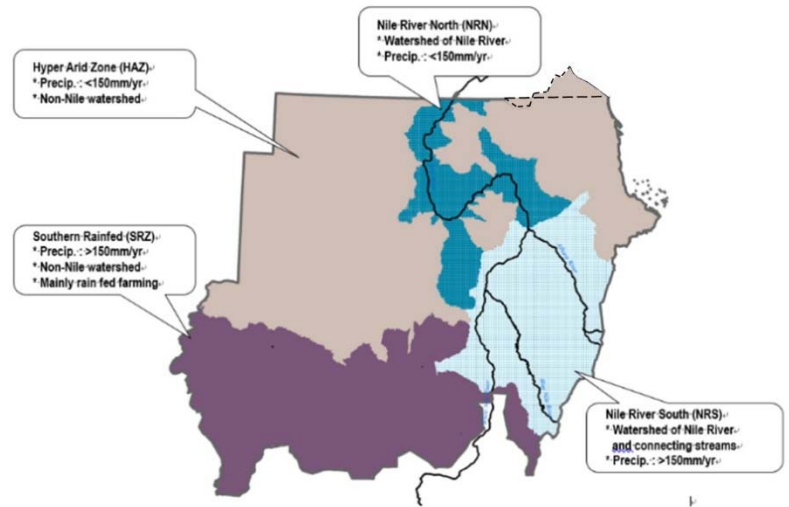 Nile River North (NRN)
* Watershed of Nile River
* Precip. : <150mm/yr
Hyper Arid Zone (HAZ)
* Precip. : <150mm/yr
* Non-Nile watershed
Southern Rainfed (SRZ)
* Precip. : >150mm/yr
* Non-Nile watershed
* Mainly rain fed farming
Nile River South (NRS)
* Watershed of Nile River
and connecting streams
* Precip. : >150mm/yr